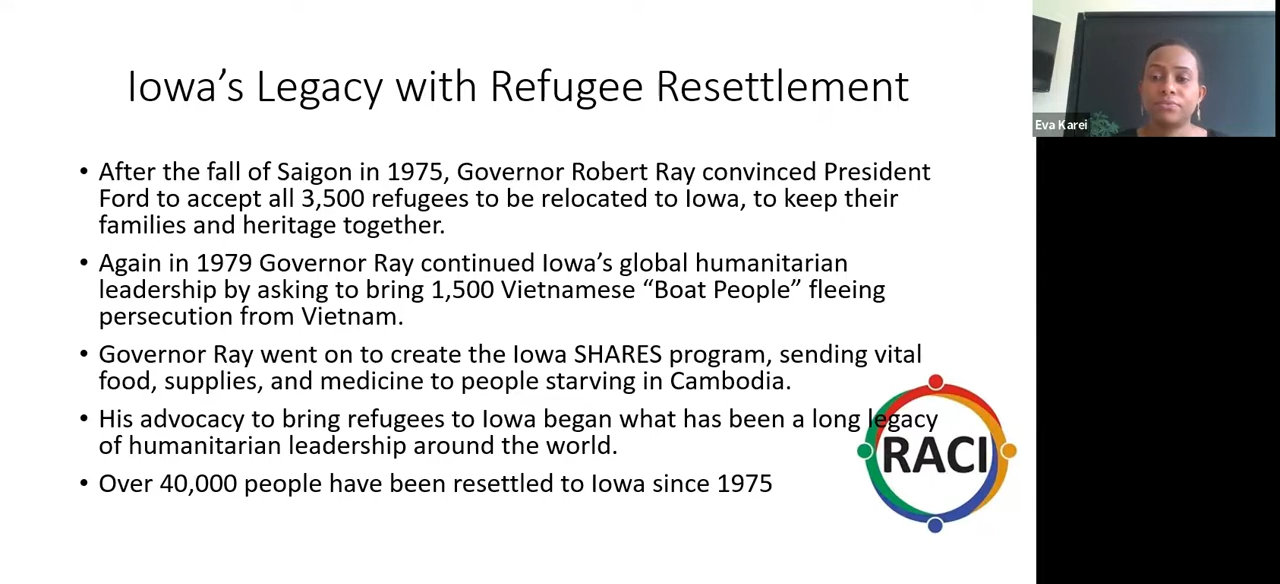 Iowa's Legacy with Refugee Resettlement
• After the fall of Saigon in 1975, Governor Robert Ray convinced President
Ford to accept all 3,500 refugees to be relocated to Iowa, to keep their
families and heritage together.
• Again in 1979 Governor Ray continued Iowa's global humanitarian
leadership by asking to bring 1,500 Vietnamese “Boat People” fleeing
persecution from Vietnam.
• Governor Ray went on to create the Iowa SHARES program, sending vital
food, supplies, and medicine to people starving in Cambodia.
• His advocacy to bring refugees to Iowa began what has been a long legacy
of humanitarian leadership around the world.
• Over 40,000 people have been resettled to Iowa since 1975
RACI
Eva Karei